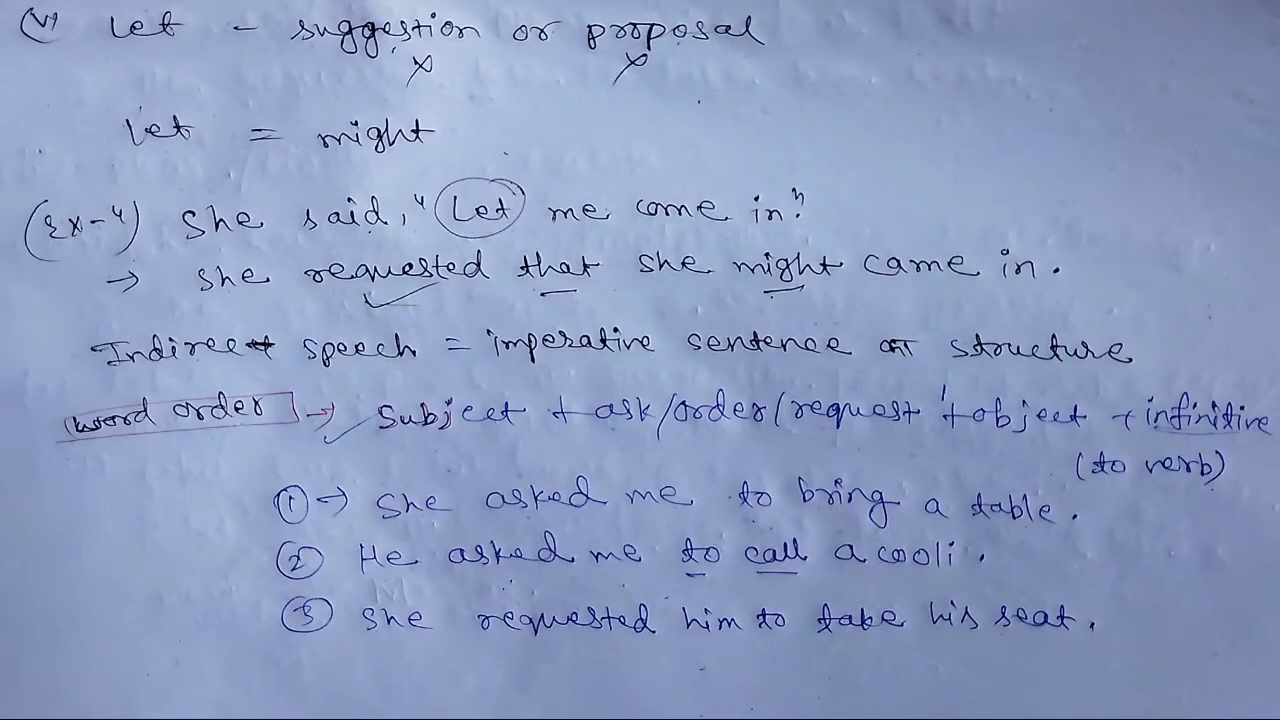 (v) Let - suggestion or proposal
x x
Let = might
(Ex-4) She said, "Let me come in."
→ She requested that she might came in.
Indirect speech = imperative sentence এর structure
word order → Subject + ask/order/request + object + infinitive
(to verb)
① → She asked me to bring a table.
② He asked me to call a cooli.
③ She requested him to take his seat.